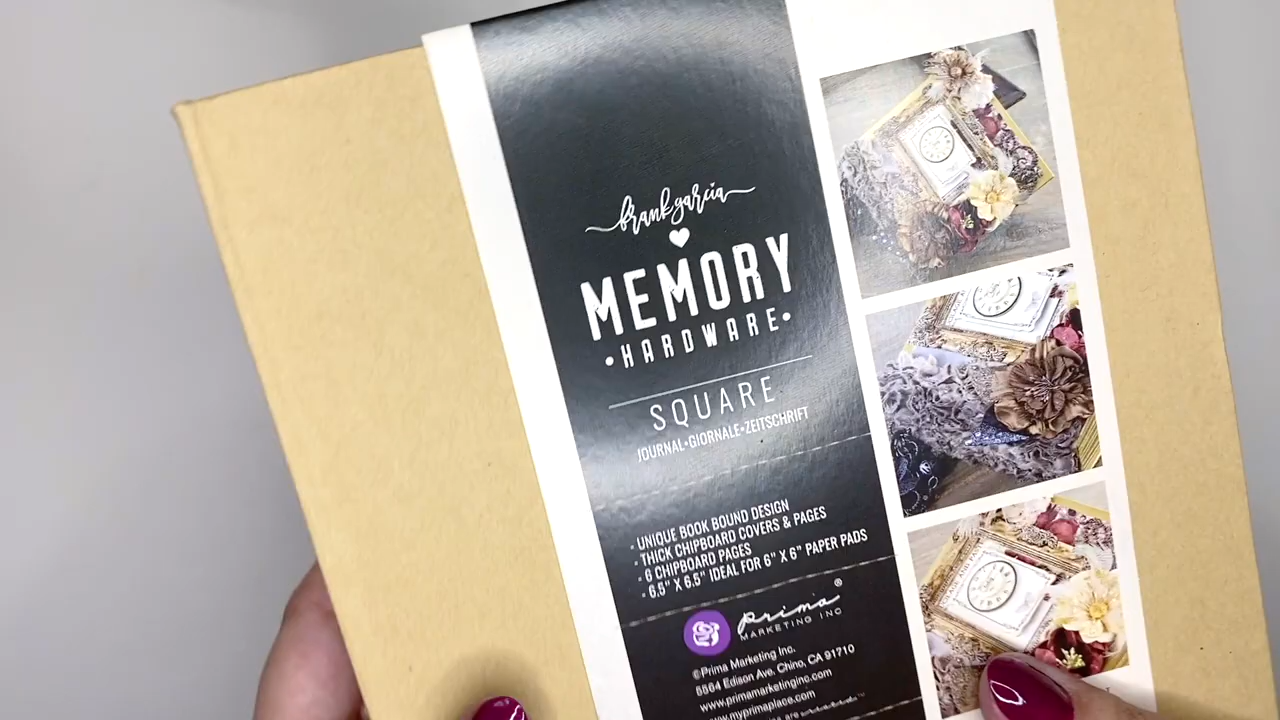 frank garcia
MEMORY
•HARDWARE•
SQUARE
JOURNAL•GIORNALE•ZEITSCHRIFT
- UNIQUE BOOK BOUND DESIGN
- THICK CHIPBOARD COVERS & PAGES
- 6 CHIPBOARD PAGES
- 6.5" X 6.5" IDEAL FOR 6" X 6" PAPER PADS
prima®
MARKETING INC
©Prima Marketing Inc.
5564 Edison Ave. Chino, CA 91710
www.primamarketinginc.com
www.myprimaplace.com